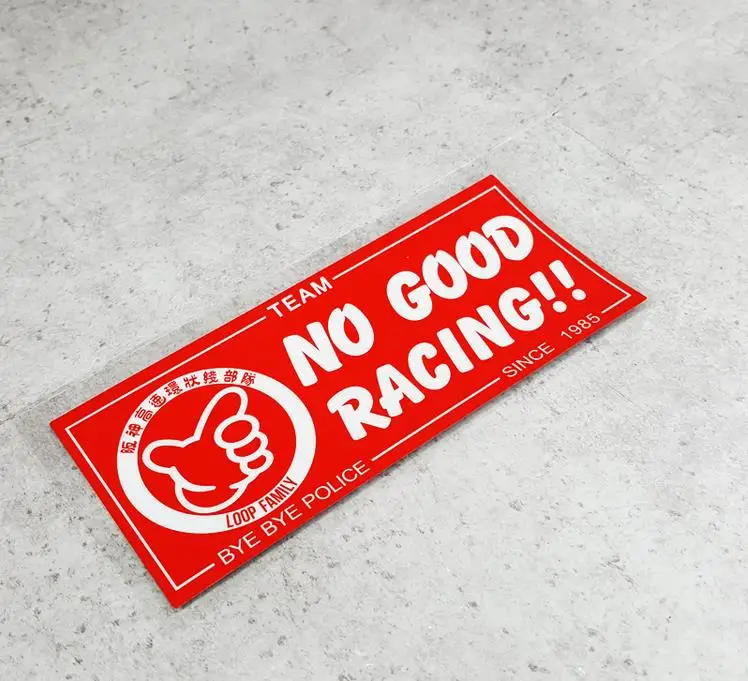 TEAM
NO GOOD
RACING!!
SINCE 1985
阪神高速環状綫部隊
LOOP FAMILY
BYE BYE POLICE